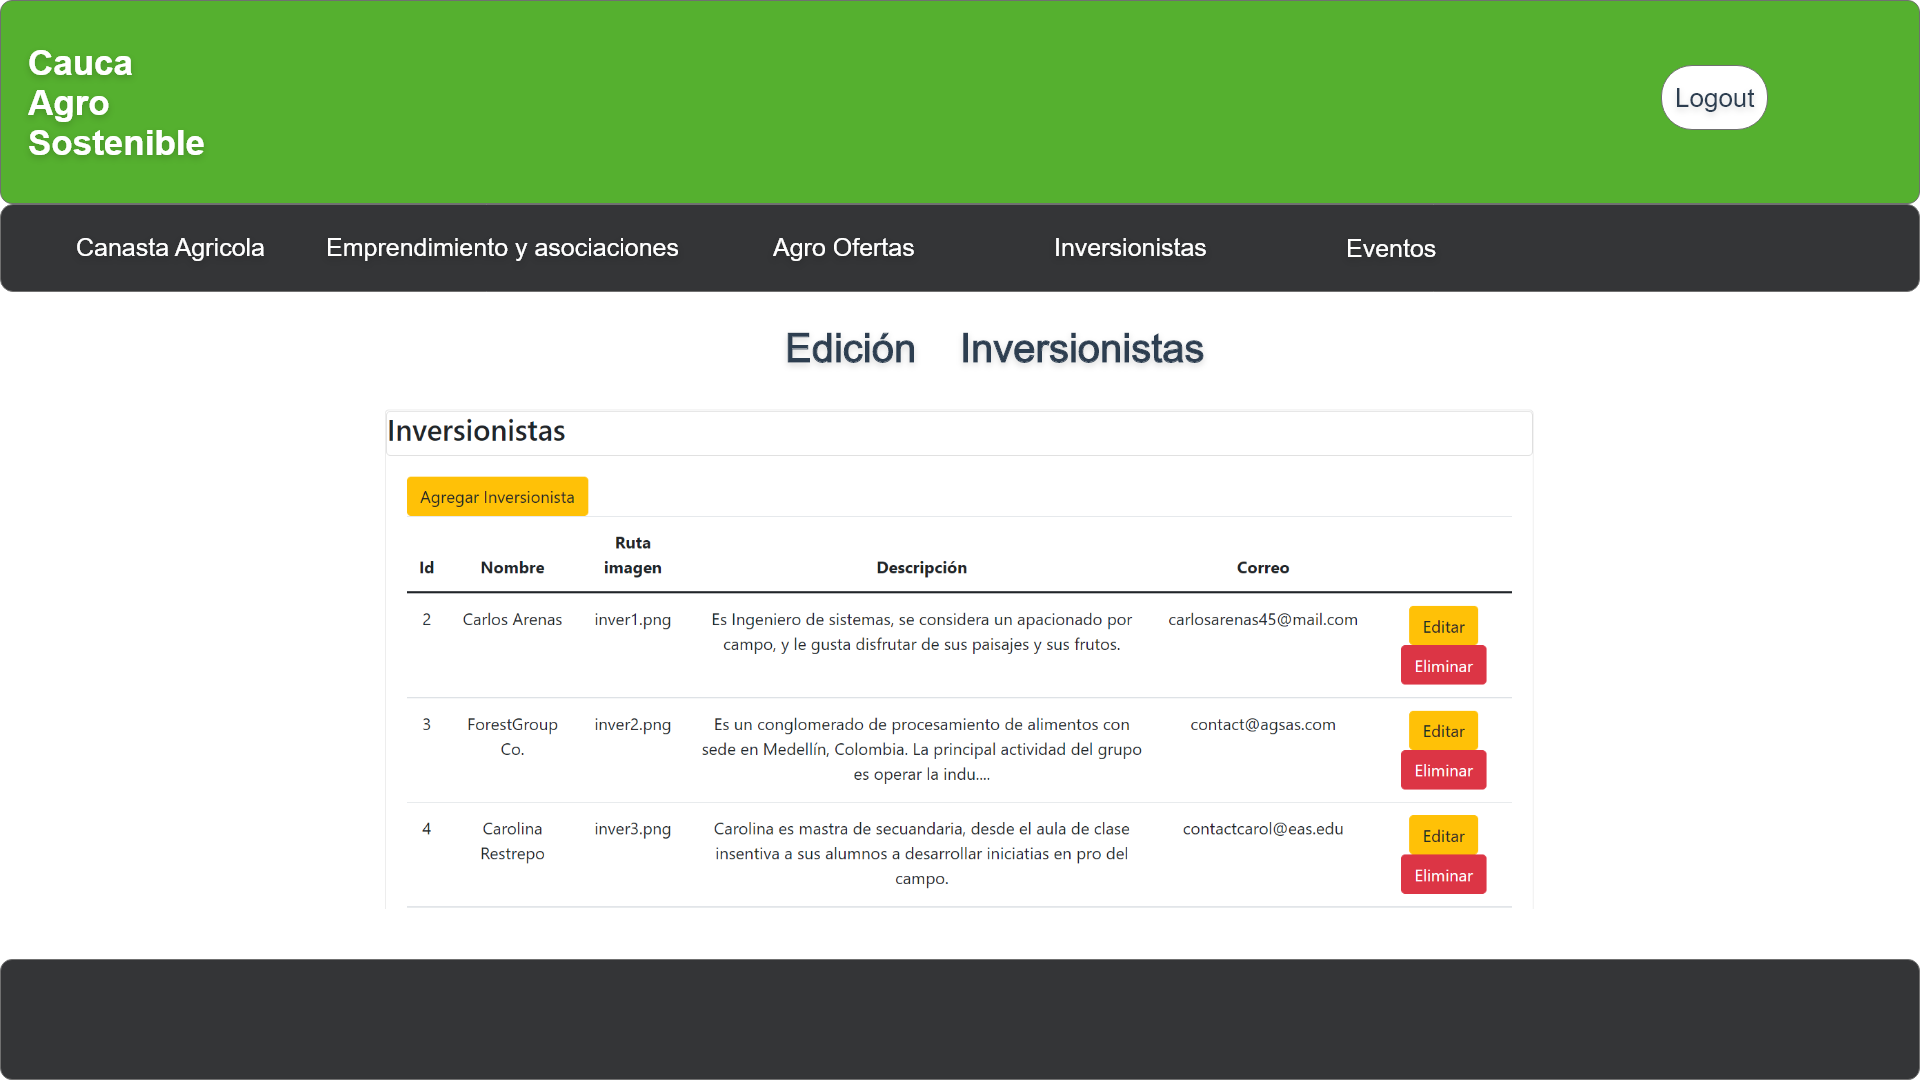 Cauca
Agro
Sostenible
Logout
Canasta Agricola
Emprendimiento y asociaciones
Agro Ofertas
Inversionistas
Eventos
Edición Inversionistas
Inversionistas
Agregar Inversionista
Id Nombre Ruta imagen Descripción Correo
2 Carlos Arenas inver1.png Es Ingeniero de sistemas, se considera un apacionado por
campo, y le gusta disfrutar de sus paisajes y sus frutos.
carlosarenas45@mail.com
Editar
Eliminar
3 ForestGroup
Co.
inver2.png
Es un conglomerado de procesamiento de alimentos con
sede en Medellín, Colombia. La principal actividad del grupo
es operar la indu....
contact@agsas.com
Editar
Eliminar
4 Carolina
Restrepo
inver3.png
Carolina es mastra de secuandaria, desde el aula de clase
insentiva a sus alumnos a desarrollar iniciatias en pro del
campo.
contactcarol@eas.edu
Editar
Eliminar